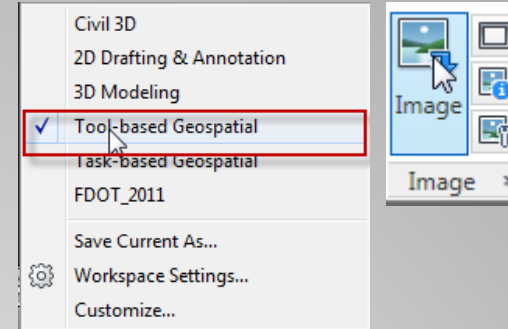 Civil 3D
2D Drafting & Annotation
3D Modeling
Tool-based Geospatial
Task-based Geospatial
FDOT_2011
Save Current As...
Workspace Settings...
Customize...
Image
Image